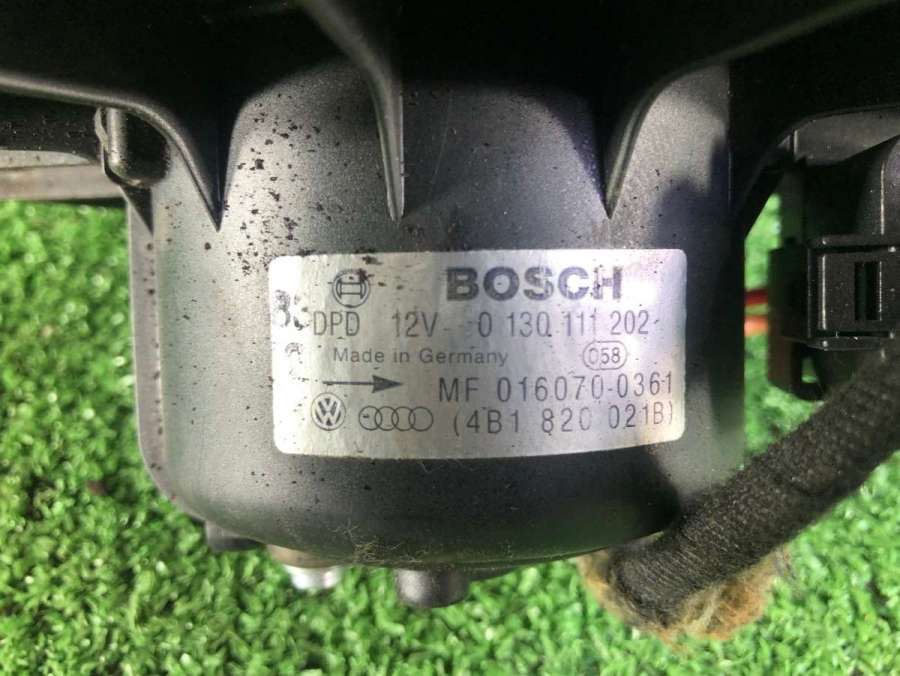 BOSCH
DPD 12V 0 130 111 202
Made in Germany 058
MF 016070-0361
(4B1 820 021B)